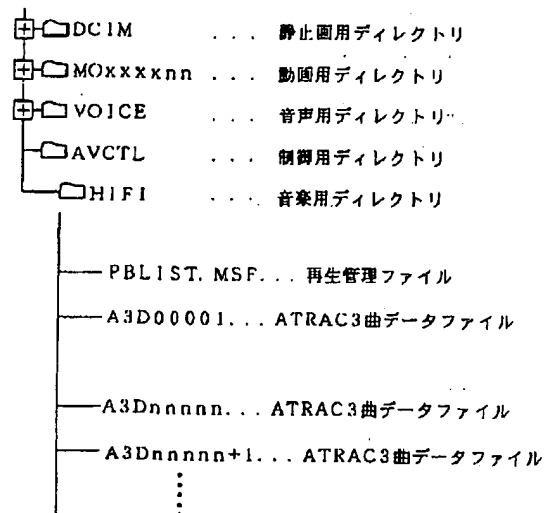 DCIM ... 静止画用ディレクトリ
MOxxxxnn ... 動画用ディレクトリ
VOICE ... 音声用ディレクトリ
AVCTL ... 制御用ディレクトリ
HIFI ... 音楽用ディレクトリ
PBLIST. MSF... 再生管理ファイル
A3D00001... ATRAC3曲データファイル
A3Dnnnnn... ATRAC3曲データファイル
A3Dnnnnn+1... ATRAC3曲データファイル